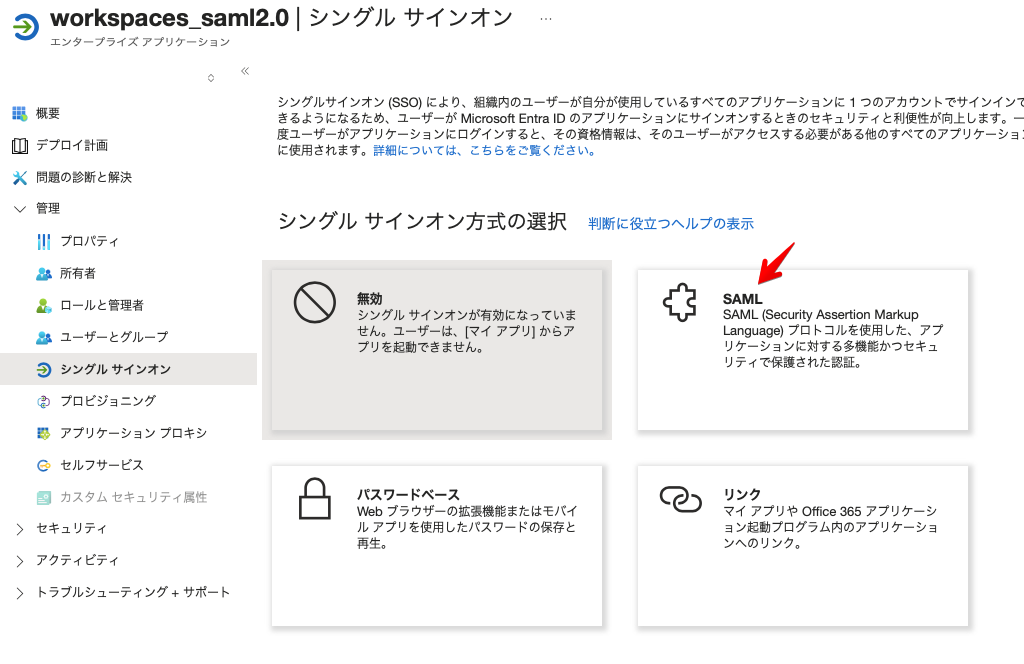 workspaces_saml2.0 | シングル サインオン ...
エンタープライズ アプリケーション
概要
デプロイ計画
問題の診断と解決
管理
プロパティ
所有者
ロールと管理者
ユーザーとグループ
シングル サインオン
プロビジョニング
アプリケーション プロキシ
セルフサービス
カスタム セキュリティ属性
セキュリティ
アクティビティ
トラブルシューティング + サポート
シングルサインオン (SSO) により、組織内のユーザーが自分が使用しているすべてのアプリケーションに 1 つのアカウントでサインインで
きるようになるため、ユーザーが Microsoft Entra ID のアプリケーションにサインオンするときのセキュリティと利便性が向上します。一
度ユーザーがアプリケーションにログインすると、その資格情報は、そのユーザーがアクセスする必要がある他のすべてのアプリケーション
に使用されます。詳細については、こちらをご覧ください。
シングル サインオン方式の選択 判断に役立つヘルプの表示
無効
シングル サインオンが有効になっていま
せん。ユーザーは、[マイ アプリ] からア
プリを起動できません。
SAML
SAML (Security Assertion Markup
Language) プロトコルを使用した、アプ
リケーションに対する多機能かつセキュ
リティで保護された認証。
パスワードベース
Web ブラウザーの拡張機能またはモバイ
ル アプリを使用したパスワードの保存と
再生。
リンク
マイ アプリや Office 365 アプリケーシ
ョン起動プログラム内のアプリケーショ
ンへのリンク。